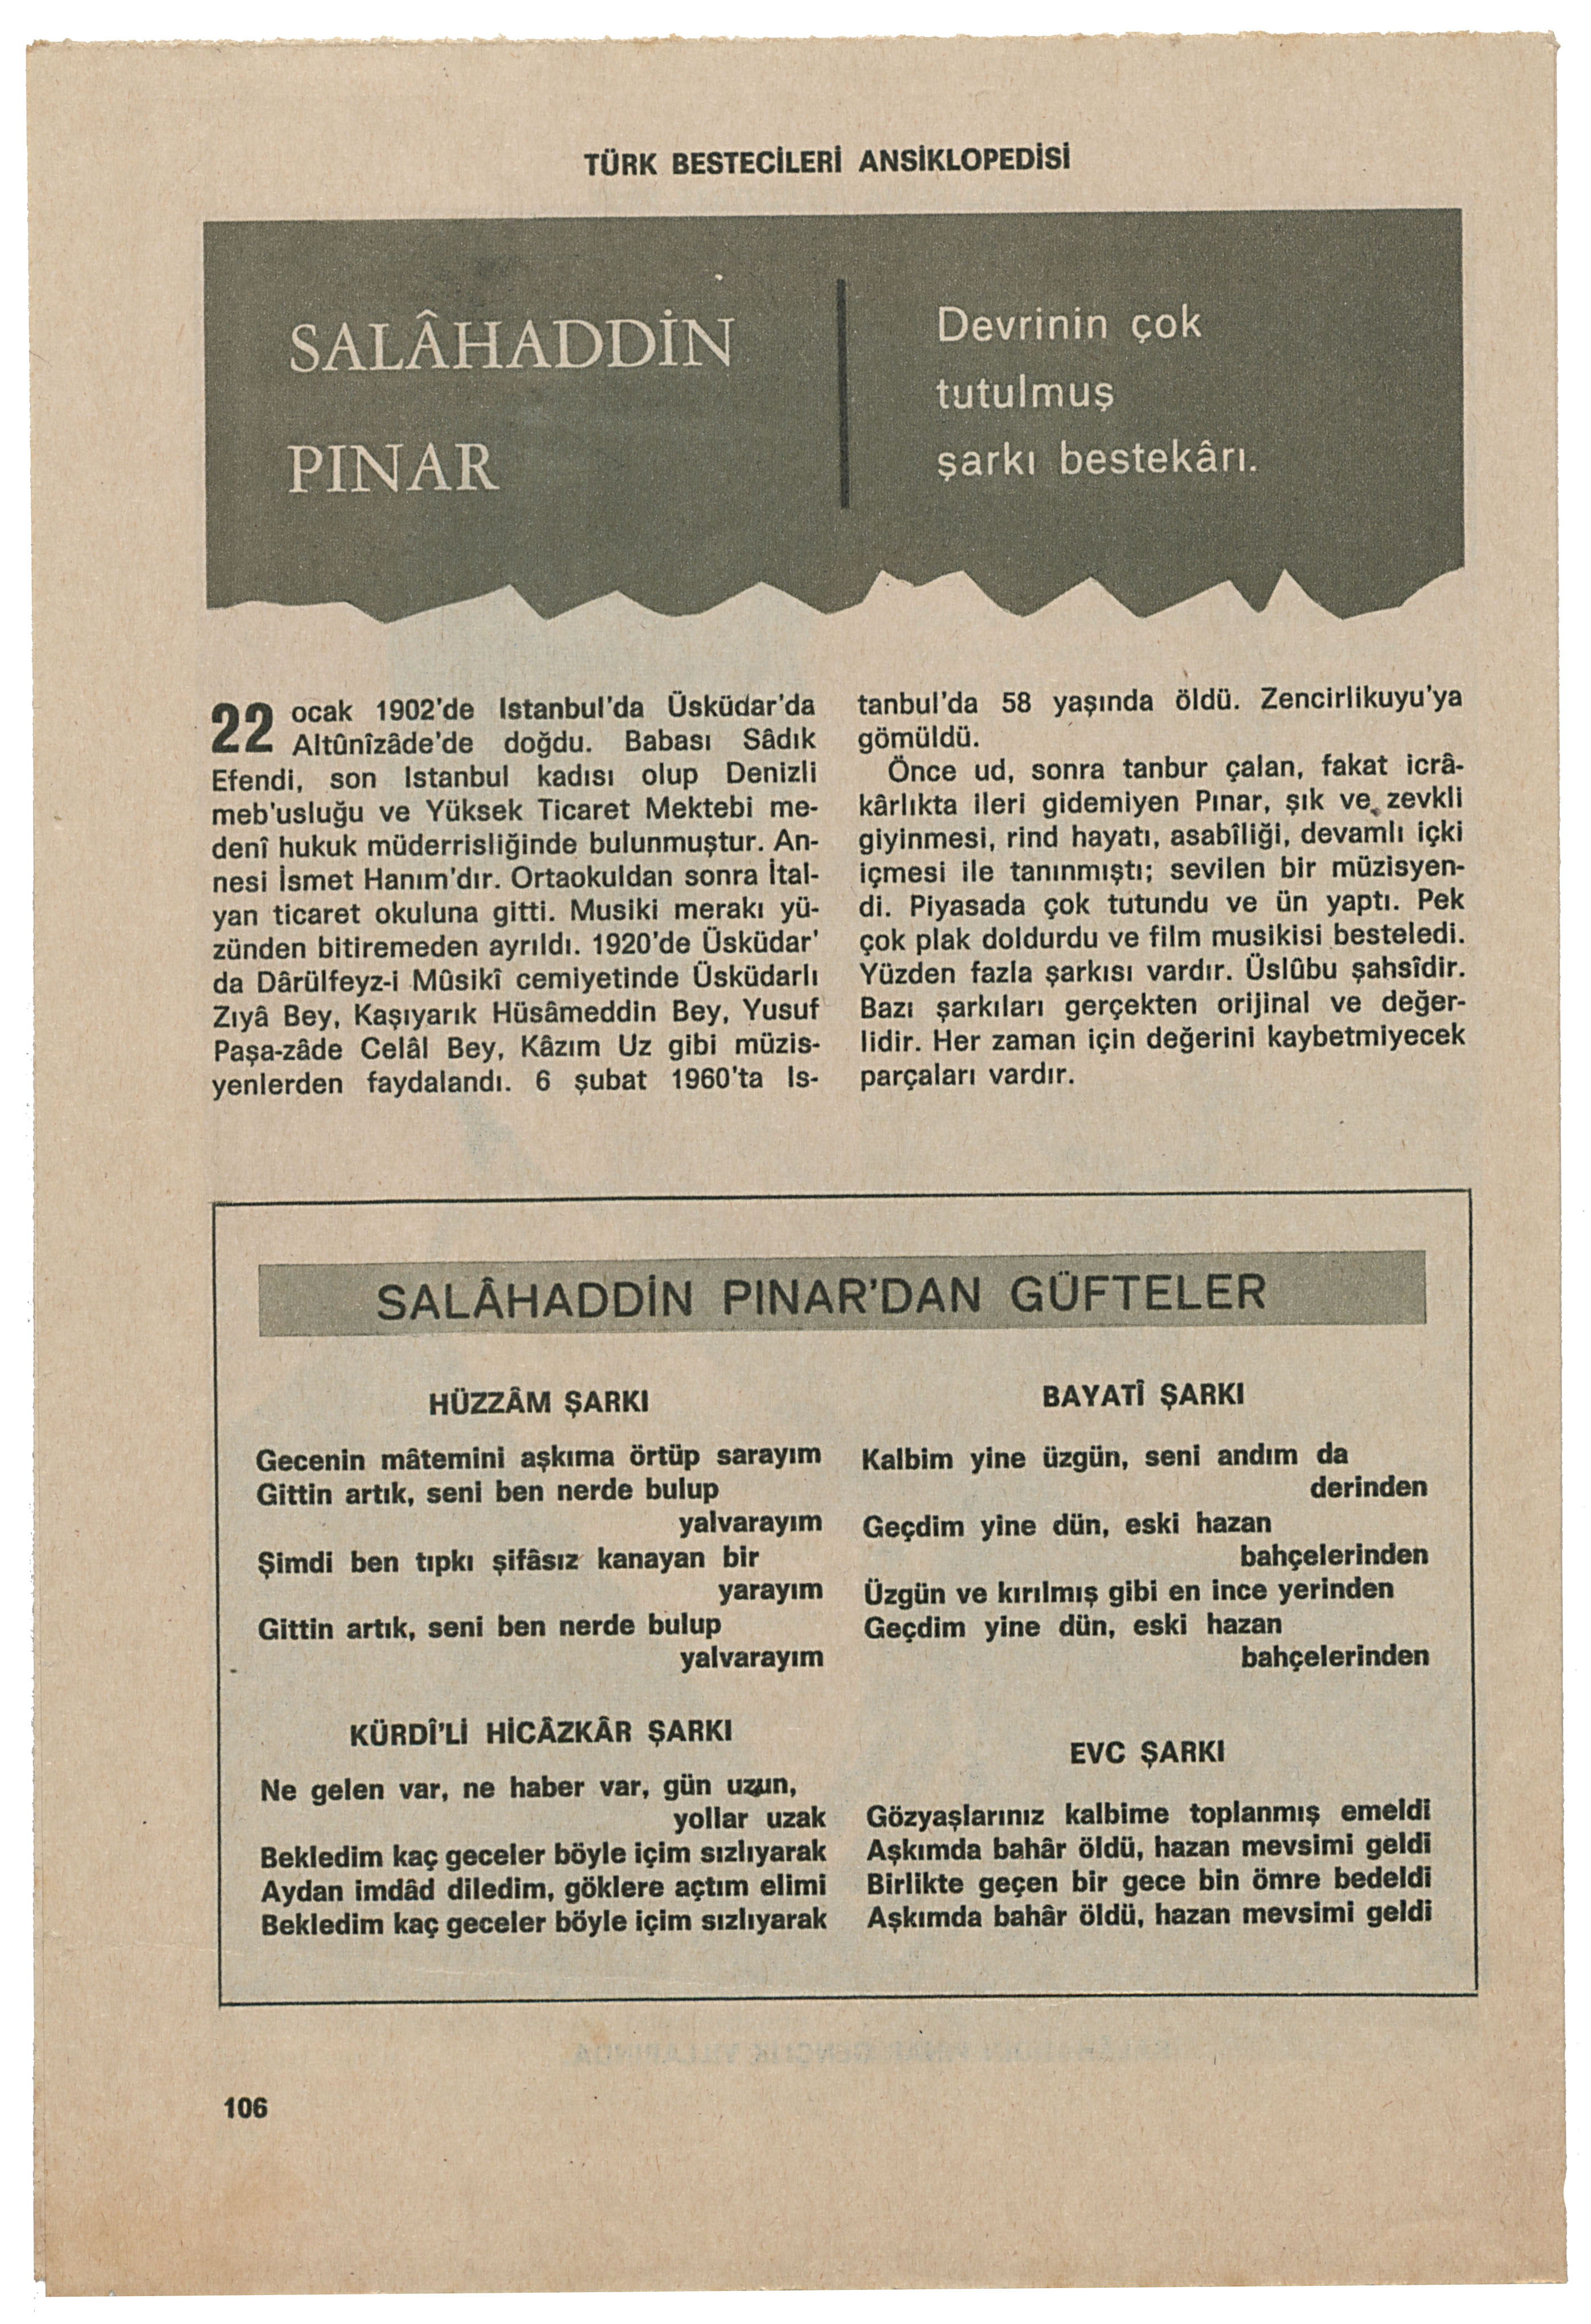 TÜRK BESTECİLERİ ANSİKLOPEDİSİ
SALÂHADDİN
PINAR
Devrinin çok
tutulmuş
şarkı bestekârı.
22 ocak 1902'de Istanbul'da Üsküdar'da
Altûnîzâde'de doğdu. Babası Sâdık
Efendi, son Istanbul kadısı olup Denizli
meb'usluğu ve Yüksek Ticaret Mektebi me-
denî hukuk müderrisliğinde bulunmuştur. An-
nesi İsmet Hanım'dır. Ortaokuldan sonra İtal-
yan ticaret okuluna gitti. Musiki merakı yü-
zünden bitiremeden ayrıldı. 1920'de Üsküdar'
da Dârülfeyz-i Mûsikî cemiyetinde Üsküdarlı
Zıyâ Bey, Kaşıyarık Hüsâmeddin Bey, Yusuf
Paşa-zâde Celâl Bey, Kâzım Uz gibi müzis-
yenlerden faydalandı. 6 şubat 1960'ta Is-
tanbul'da 58 yaşında öldü. Zencirlikuyu'ya
gömüldü.
Önce ud, sonra tanbur çalan, fakat icrâ-
kârlıkta ileri gidemiyen Pınar, şık ve zevkli
giyinmesi, rind hayatı, asabîliği, devamlı içki
içmesi ile tanınmıştı; sevilen bir müzisyen-
di. Piyasada çok tutundu ve ün yaptı. Pek
çok plak doldurdu ve film musikisi besteledi.
Yüzden fazla şarkısı vardır. Üslûbu şahsîdir.
Bazı şarkıları gerçekten orijinal ve değer-
lidir. Her zaman için değerini kaybetmiyecek
parçaları vardır.
SALÂHADDİN PINAR'DAN GÜFTELER
HÜZZÂM ŞARKI
Gecenin mâtemini aşkıma örtüp sarayım
Gittin artık, seni ben nerde bulup
yalvarayım
Şimdi ben tıpkı şifâsız kanayan bir
yarayım
Gittin artık, seni ben nerde bulup
yalvarayım
KÜRDÎ'Lİ HİCÂZKÂR ŞARKI
Ne gelen var, ne haber var, gün uzun,
yollar uzak
Bekledim kaç geceler böyle içim sızlıyarak
Aydan imdâd diledim, göklere açtım elimi
Bekledim kaç geceler böyle içim sızlıyarak
BAYATÎ ŞARKI
Kalbim yine üzgün, seni andım da
derinden
Geçdim yine dün, eski hazan
bahçelerinden
Üzgün ve kırılmış gibi en ince yerinden
Geçdim yine dün, eski hazan
bahçelerinden
EVC ŞARKI
Gözyaşlarınız kalbime toplanmış emeldi
Aşkımda bahâr öldü, hazan mevsimi geldi
Birlikte geçen bir gece bin ömre bedeldi
Aşkımda bahâr öldü, hazan mevsimi geldi
106